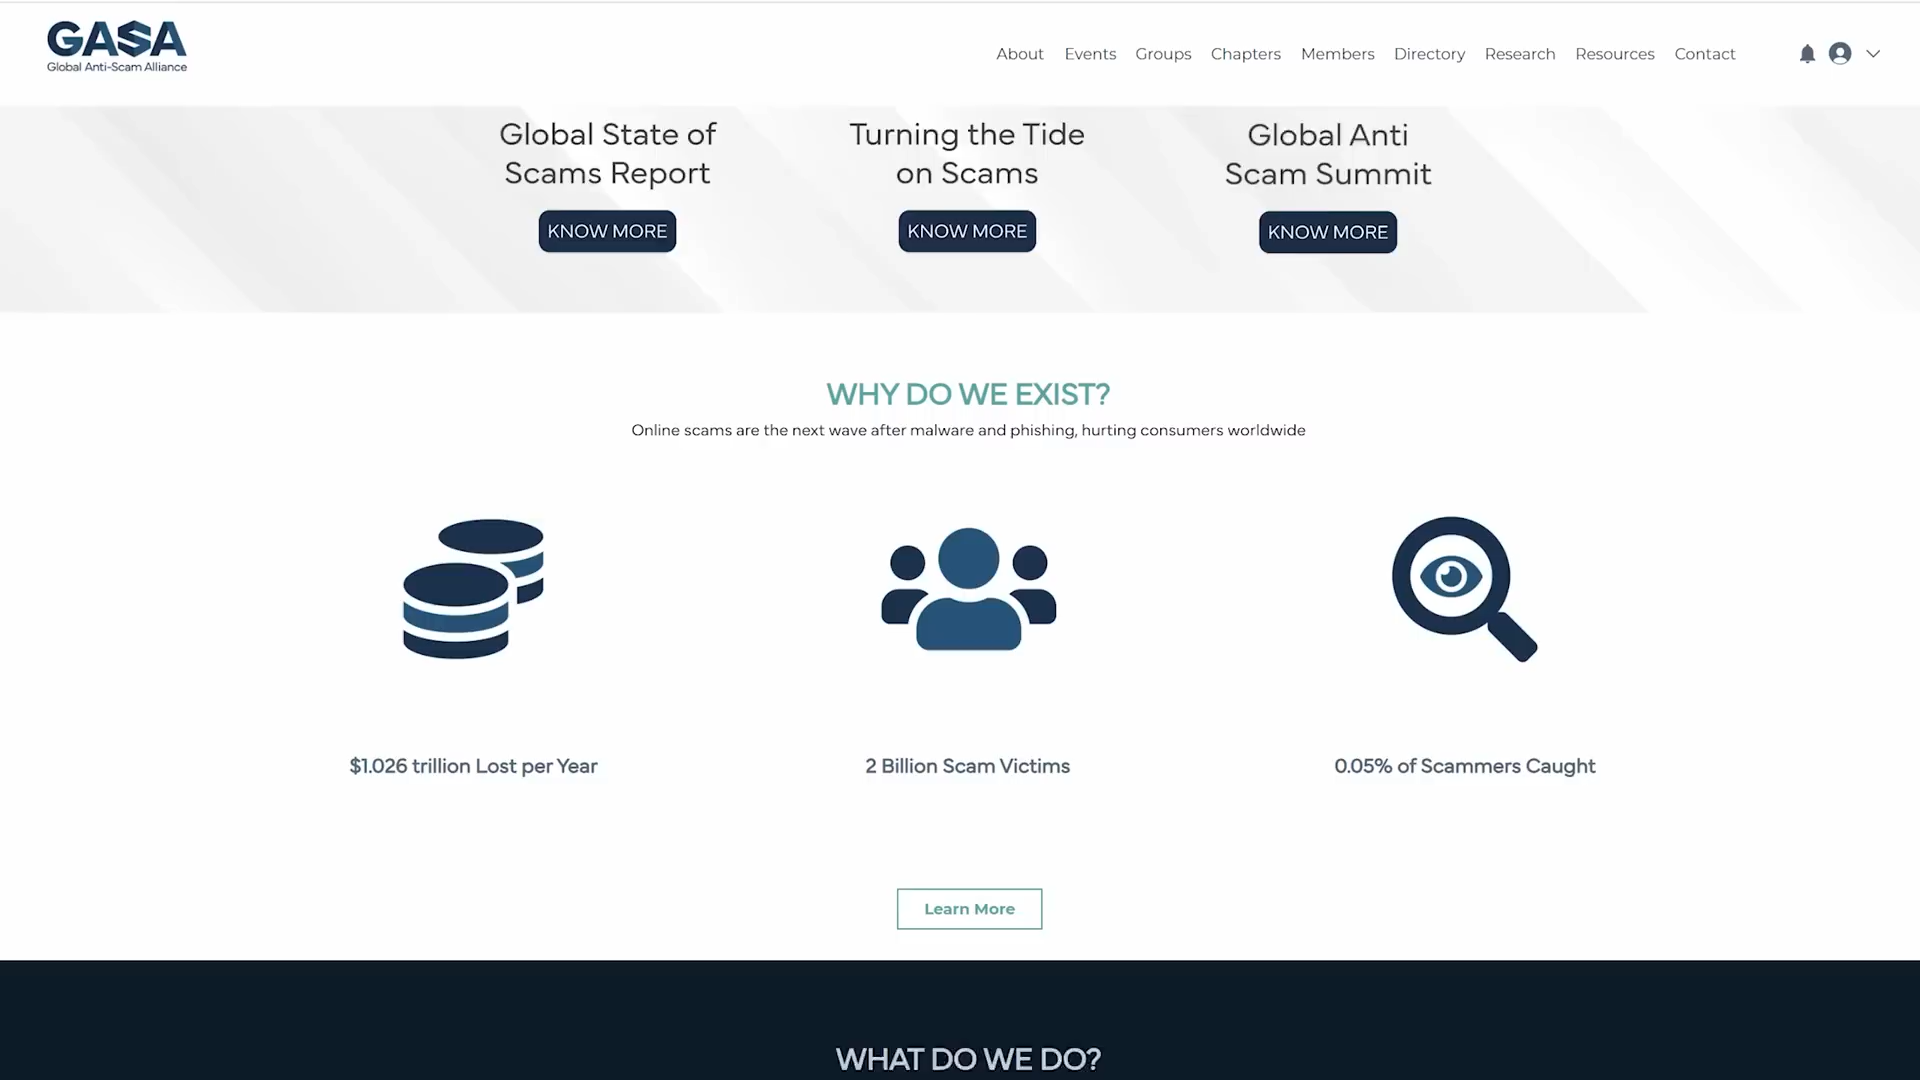 GASA
Global Anti-Scam Alliance
About Events Groups Chapters Members Directory Research Resources Contact
Global State of
Scams Report
KNOW MORE
Turning the Tide
on Scams
KNOW MORE
Global Anti
Scam Summit
KNOW MORE
WHY DO WE EXIST?
Online scams are the next wave after malware and phishing, hurting consumers worldwide
$1.026 trillion Lost per Year
2 Billion Scam Victims
0.05% of Scammers Caught
Learn More
WHAT DO WE DO?